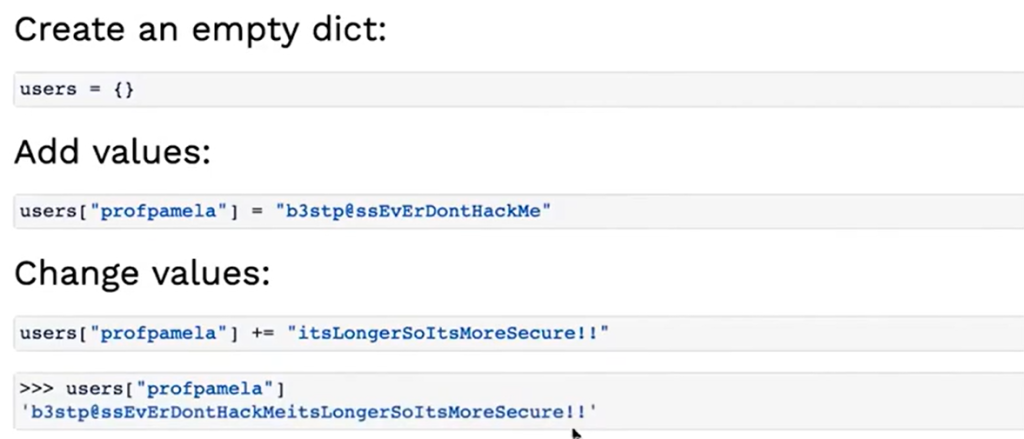 Create an empty dict:
users = {}
Add values:
users["profpamela"] = "b3stp@ssEvErDontHackMe"
Change values:
users["profpamela"] += "itsLongerSoItsMoreSecure!!"
>>> users["profpamela"]
'b3stp@ssEvErDontHackMeitsLongerSoItsMoreSecure!!'